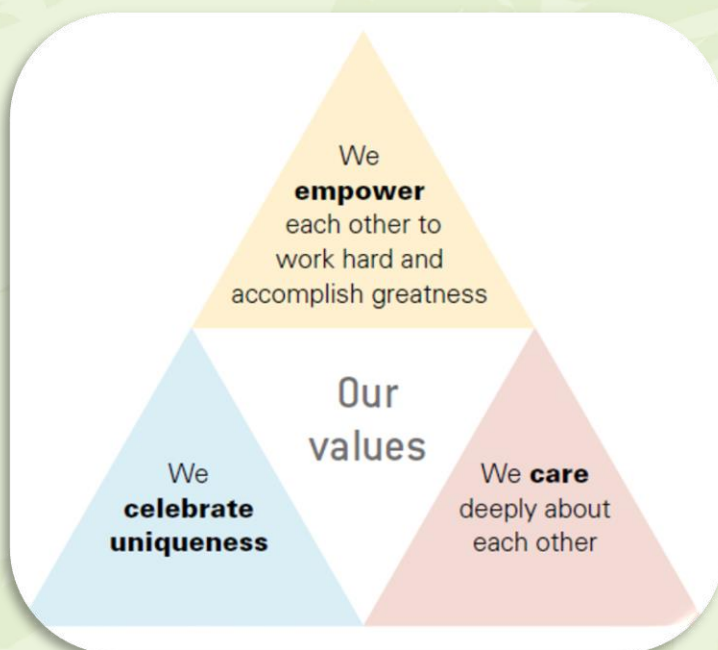 We
empower
each other to
work hard and
accomplish greatness
Our
values
We
celebrate
uniqueness
We care
deeply about
each other